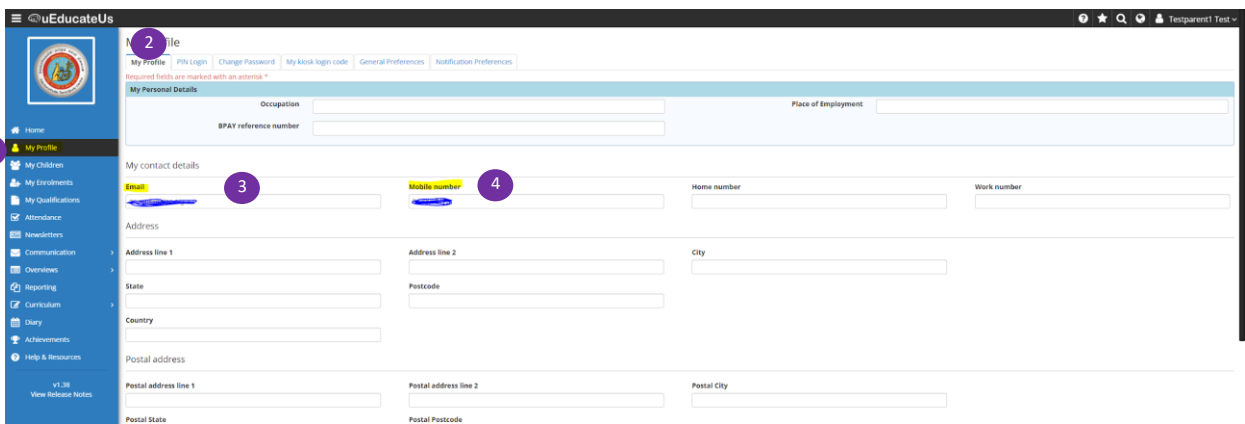 uEducateUs
Testparent1 Test
2
My Profile
My Profile PIN Login Change Password My kiosk login code General Preferences Notification Preferences
Required fields are marked with an asterisk *
My Personal Details
Occupation
Place of Employment
BPAY reference number
Home
My Profile
My Children
My Enrolments
My Qualifications
Attendance
Newsletters
Communication
Overviews
Reporting
Curriculum
Diary
Achievements
Help & Resources
v1.38
View Release Notes
My contact details
Email 3 Mobile number 4 Home number Work number
Address
Address line 1 Address line 2 City
State Postcode
Country
Postal address
Postal address line 1 Postal address line 2 Postal City
Postal State Postal Postcode